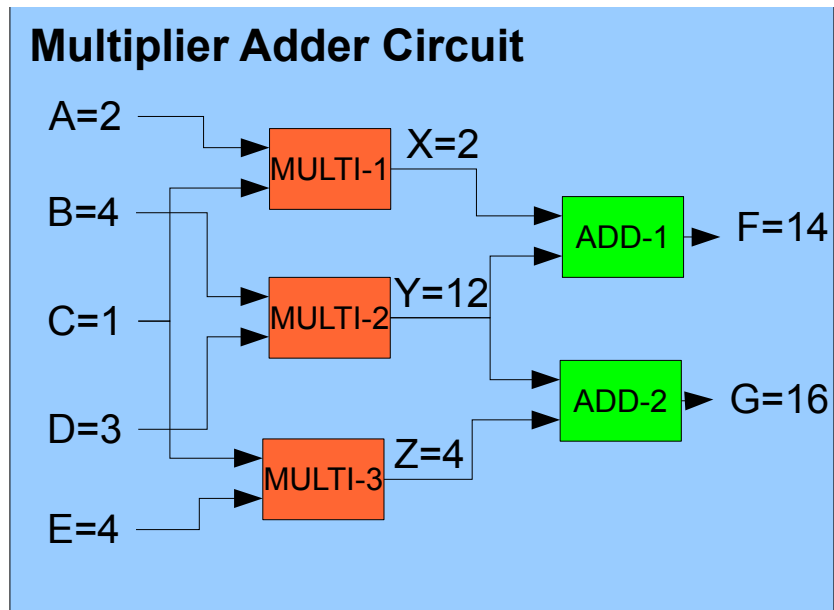 Multiplier Adder Circuit
A=2
MULTI-1
X=2
B=4
ADD-1
F=14
C=1
MULTI-2
Y=12
D=3
ADD-2
G=16
MULTI-3
Z=4
E=4